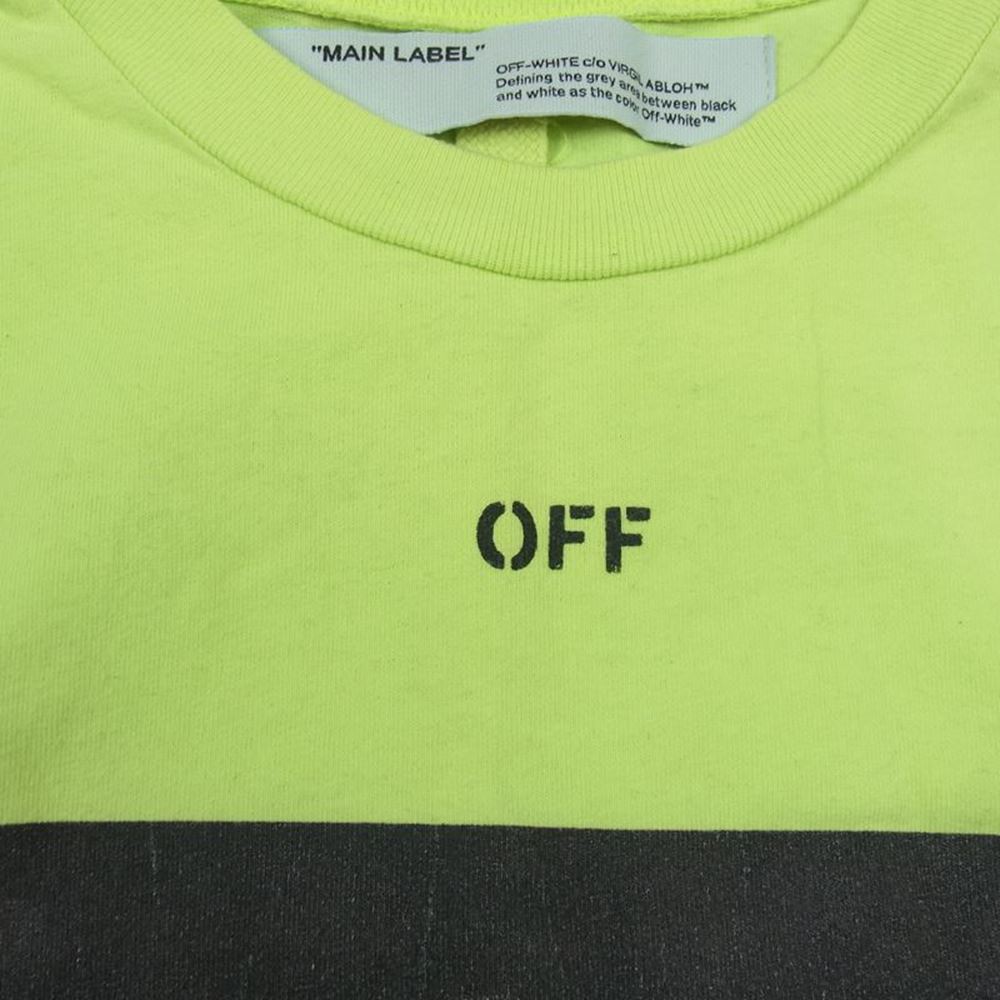 "MAIN LABEL"
OFF-WHITE c/o VIRGIL ABLOH™
Defining the grey area between black
and white as the color Off-White™
OFF